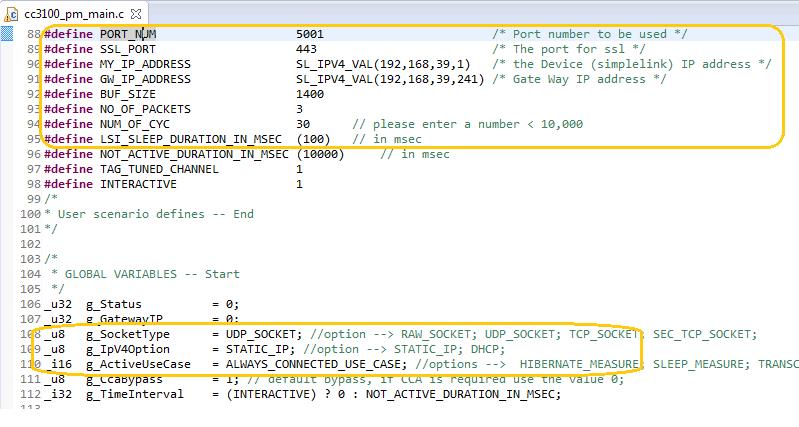 cc3100_pm_main.c
88 #define PORT_NUM 5001 /* Port number to be used */
89 #define SSL_PORT 443 /* The port for ssl */
90 #define MY_IP_ADDRESS SL_IPV4_VAL(192,168,39,1) /* the Device (simplelink) IP address */
91 #define GW_IP_ADDRESS SL_IPV4_VAL(192,168,39,241) /* Gate Way IP address */
92 #define BUF_SIZE 1400
93 #define NO_OF_PACKETS 3
94 #define NUM_OF_CYC 30 // please enter a number < 10,000
95 #define LSI_SLEEP_DURATION_IN_MSEC (100) // in msec
96 #define NOT_ACTIVE_DURATION_IN_MSEC (10000) // in msec
97 #define TAG_TUNED_CHANNEL 1
98 #define INTERACTIVE 1
99 /*
100 * User scenario defines -- End
101 */
102
103 /*
104 * GLOBAL VARIABLES -- Start
105 */
106 _u32 g_Status = 0;
107 _u32 g_GatewayIP = 0;
108 _u8 g_SocketType = UDP_SOCKET; //option --> RAW_SOCKET; UDP_SOCKET; TCP_SOCKET; SEC_TCP_SOCKET;
109 _u8 g_IpV4Option = STATIC_IP; //option --> STATIC_IP; DHCP;
110 _i16 g_ActiveUseCase = ALWAYS_CONNECTED_USE_CASE; //options --> HIBERNATE_MEASURE; SLEEP_MEASURE; TRANSC
111 _u8 g_CcaBypass = 1; // default bypass, if CCA is required use the value 0;
112 _i32 g_TimeInterval = (INTERACTIVE) ? 0 : NOT_ACTIVE_DURATION_IN_MSEC;
113